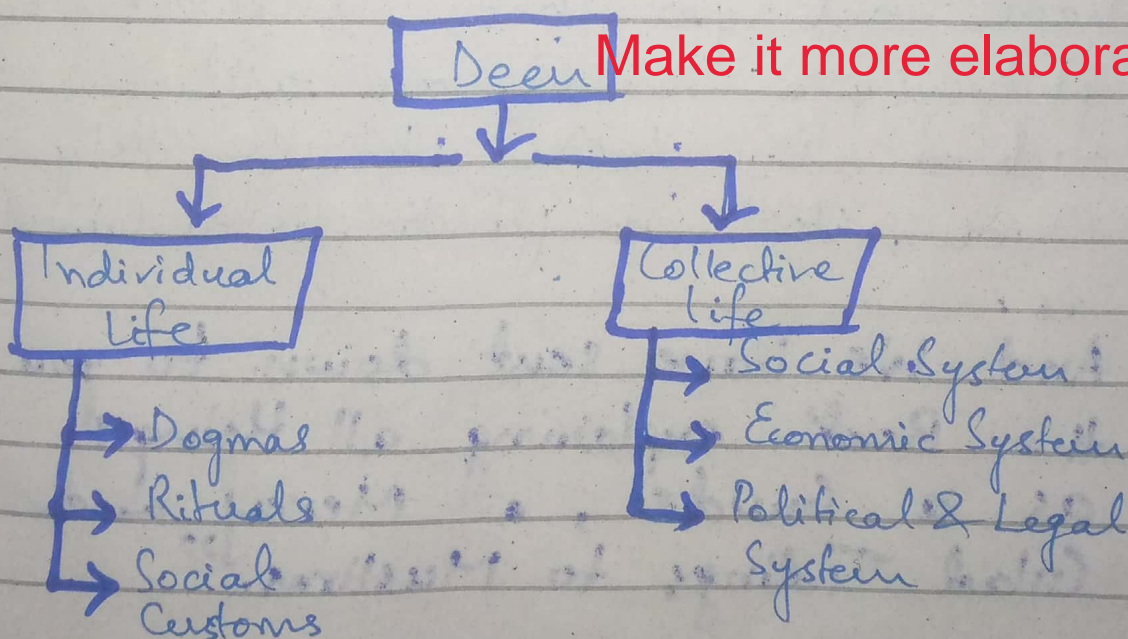 Deen
Make it more elabora
Individual
Life
Collective
life
Social System
Economic System
Political & Legal
System
Dogmas
Rituals
Social
Customs